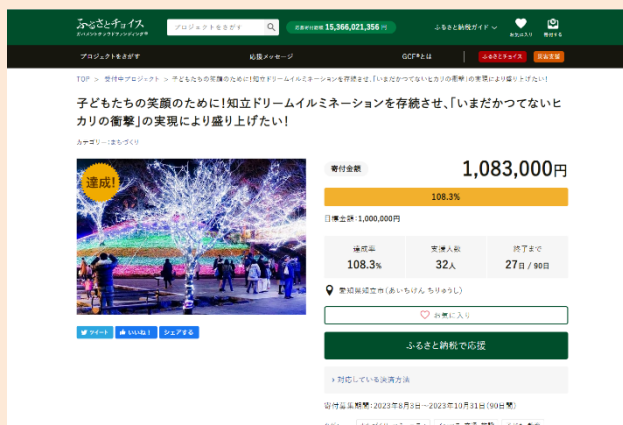 ふるさとチョイス
ガバメントクラウドファンディング®
プロジェクトをさがす
15,366,021,356 円
ふるさと納税ガイド
お気に入り
寄付する
プロジェクトをさがす
応援メッセージ
GCF®とは
ふるさとチョイス
災害支援
TOP > 受付中プロジェクト > 子どもたちの笑顔のために!知立ドリームイルミネーションを存続させ、「いまだかつてないヒカリの衝撃」の実現により盛り上げたい!
子どもたちの笑顔のために!知立ドリームイルミネーションを存続させ、「いまだかつてないヒ
カリの衝撃」の実現により盛り上げたい!
カテゴリー:まちづくり
達成!
寄付金額
1,083,000円
108.3%
目標金額:1,000,000円
達成率
支援人数
終了まで
108.3%
32人
27日 / 90日
愛知県知立市(あいちけん ちりゅうし)
お気に入り
ツイート
いいね!
シェアする
ふるさと納税で応援
› 対応している決済方法
寄付募集期間:2023年8月3日~2023年10月31日(90日間)